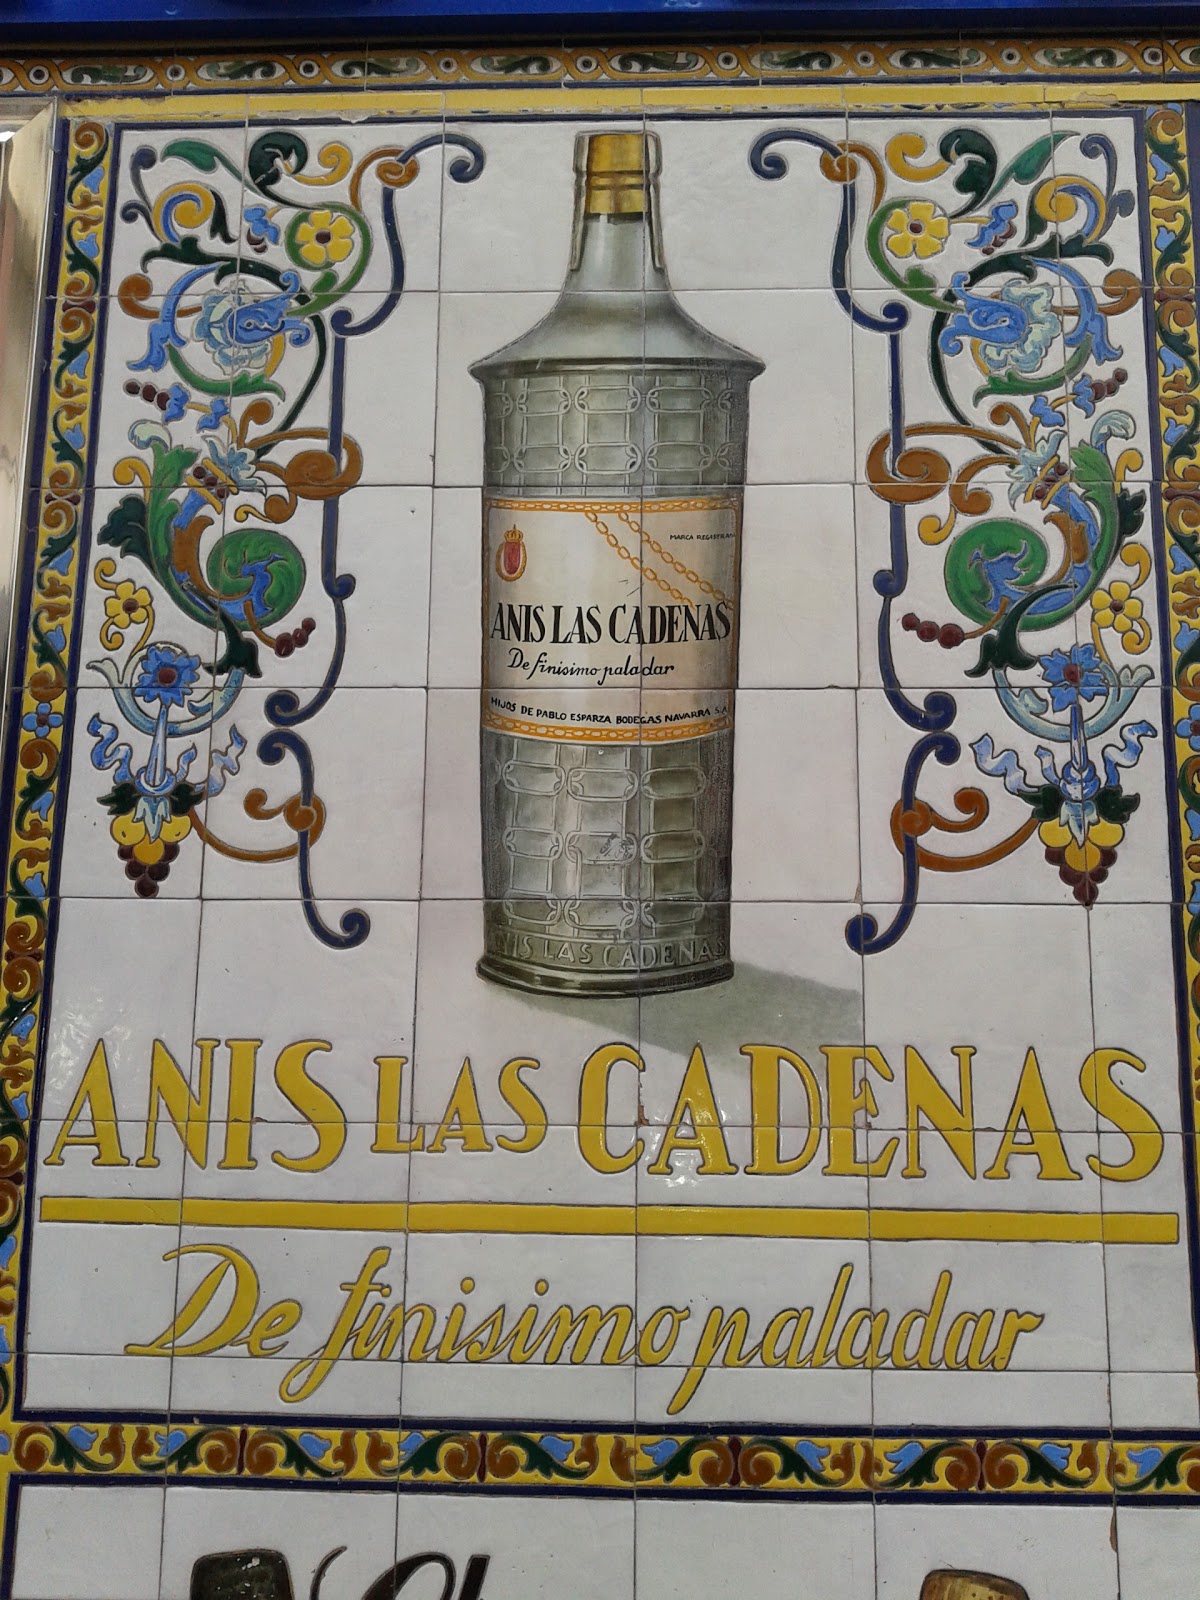 MARCA REGISTRADA
ANIS LAS CADENAS
De finisimo paladar
HIJOS DE PABLO ESPARZA BODEGAS NAVARRA S.A.
NIS LAS CADENAS
ANIS LAS CADENAS
De finisimo paladar